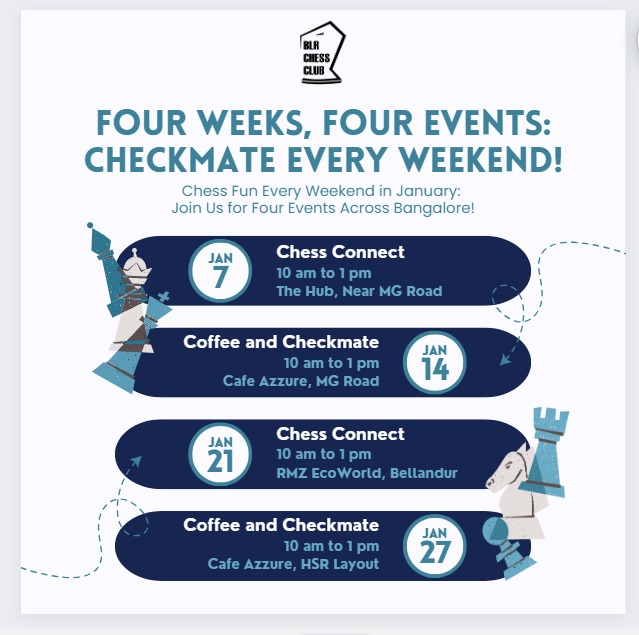 BLR
CHESS
CLUB
FOUR WEEKS, FOUR EVENTS:
CHECKMATE EVERY WEEKEND!
Chess Fun Every Weekend in January:
Join Us for Four Events Across Bangalore!
JAN
7
Chess Connect
10 am to 1 pm
The Hub, Near MG Road
Coffee and Checkmate
10 am to 1 pm
Cafe Azzure, MG Road
JAN
14
JAN
21
Chess Connect
10 am to 1 pm
RMZ EcoWorld, Bellandur
Coffee and Checkmate
10 am to 1 pm
Cafe Azzure, HSR Layout
JAN
27